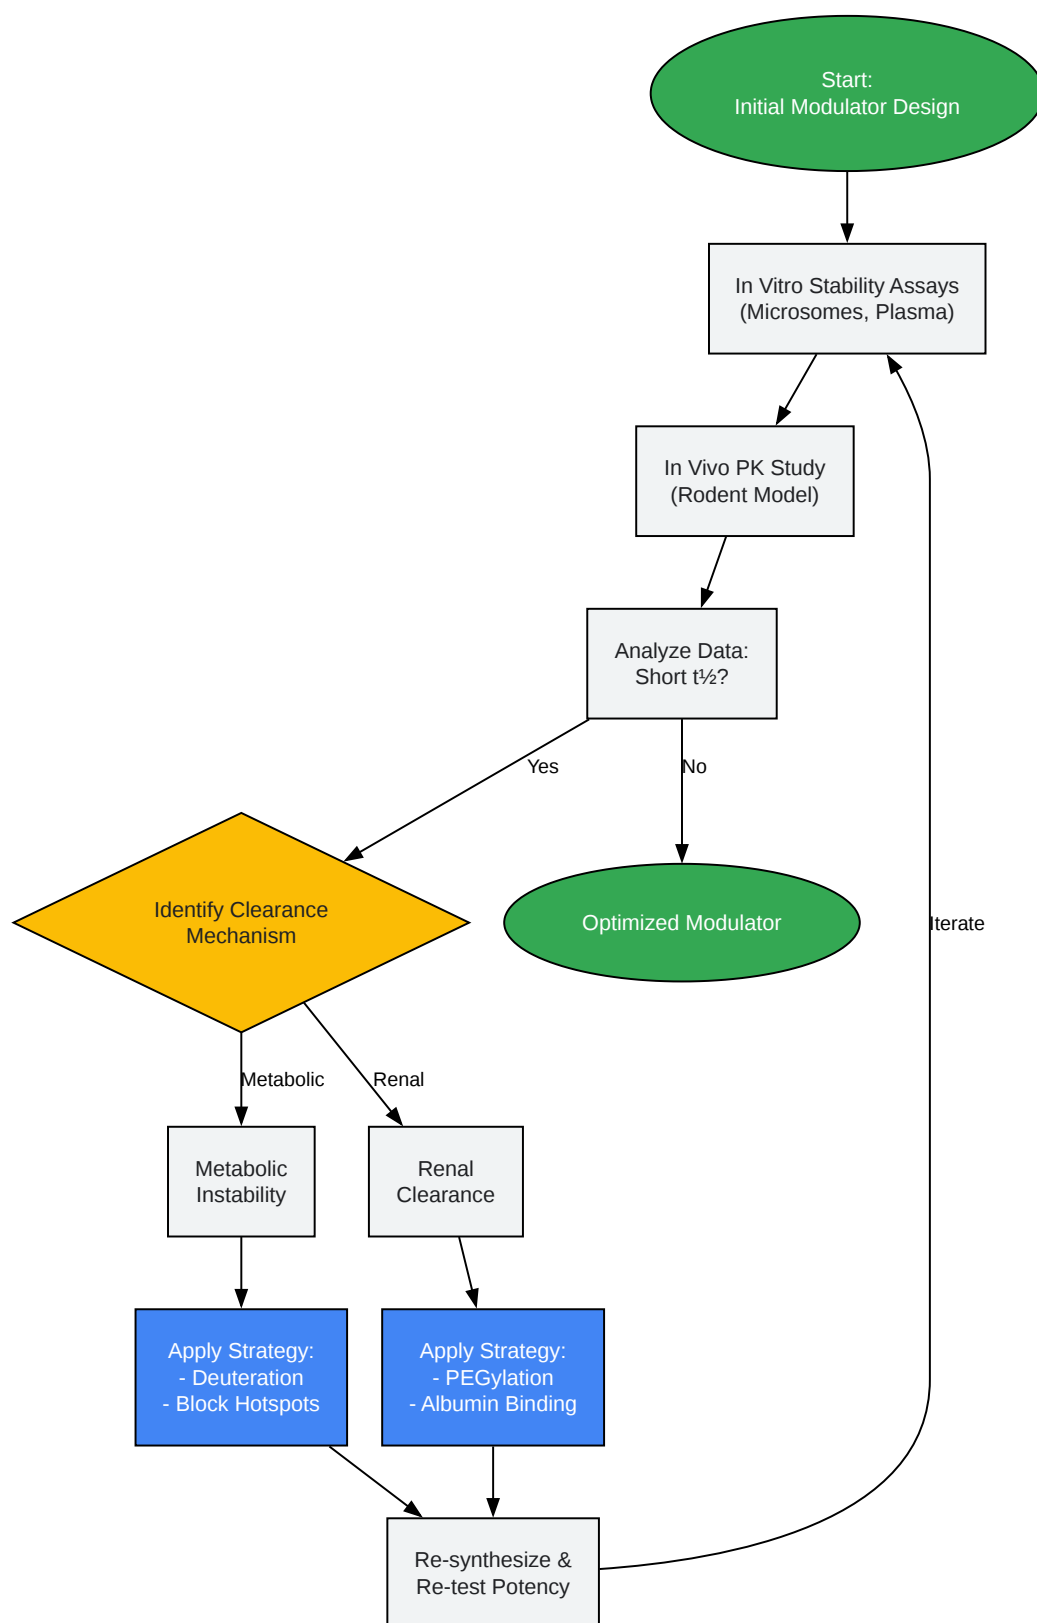 Start:
Initial Modulator Design
In Vitro Stability Assays
(Microsomes, Plasma)
In Vivo PK Study
(Rodent Model)
Analyze Data:
Short t½?
Yes
No
Identify Clearance
Mechanism
Optimized Modulator
Iterate
Metabolic
Renal
Metabolic
Instability
Renal
Clearance
Apply Strategy:
- Deuteration
- Block Hotspots
Apply Strategy:
- PEGylation
- Albumin Binding
Re-synthesize &
Re-test Potency